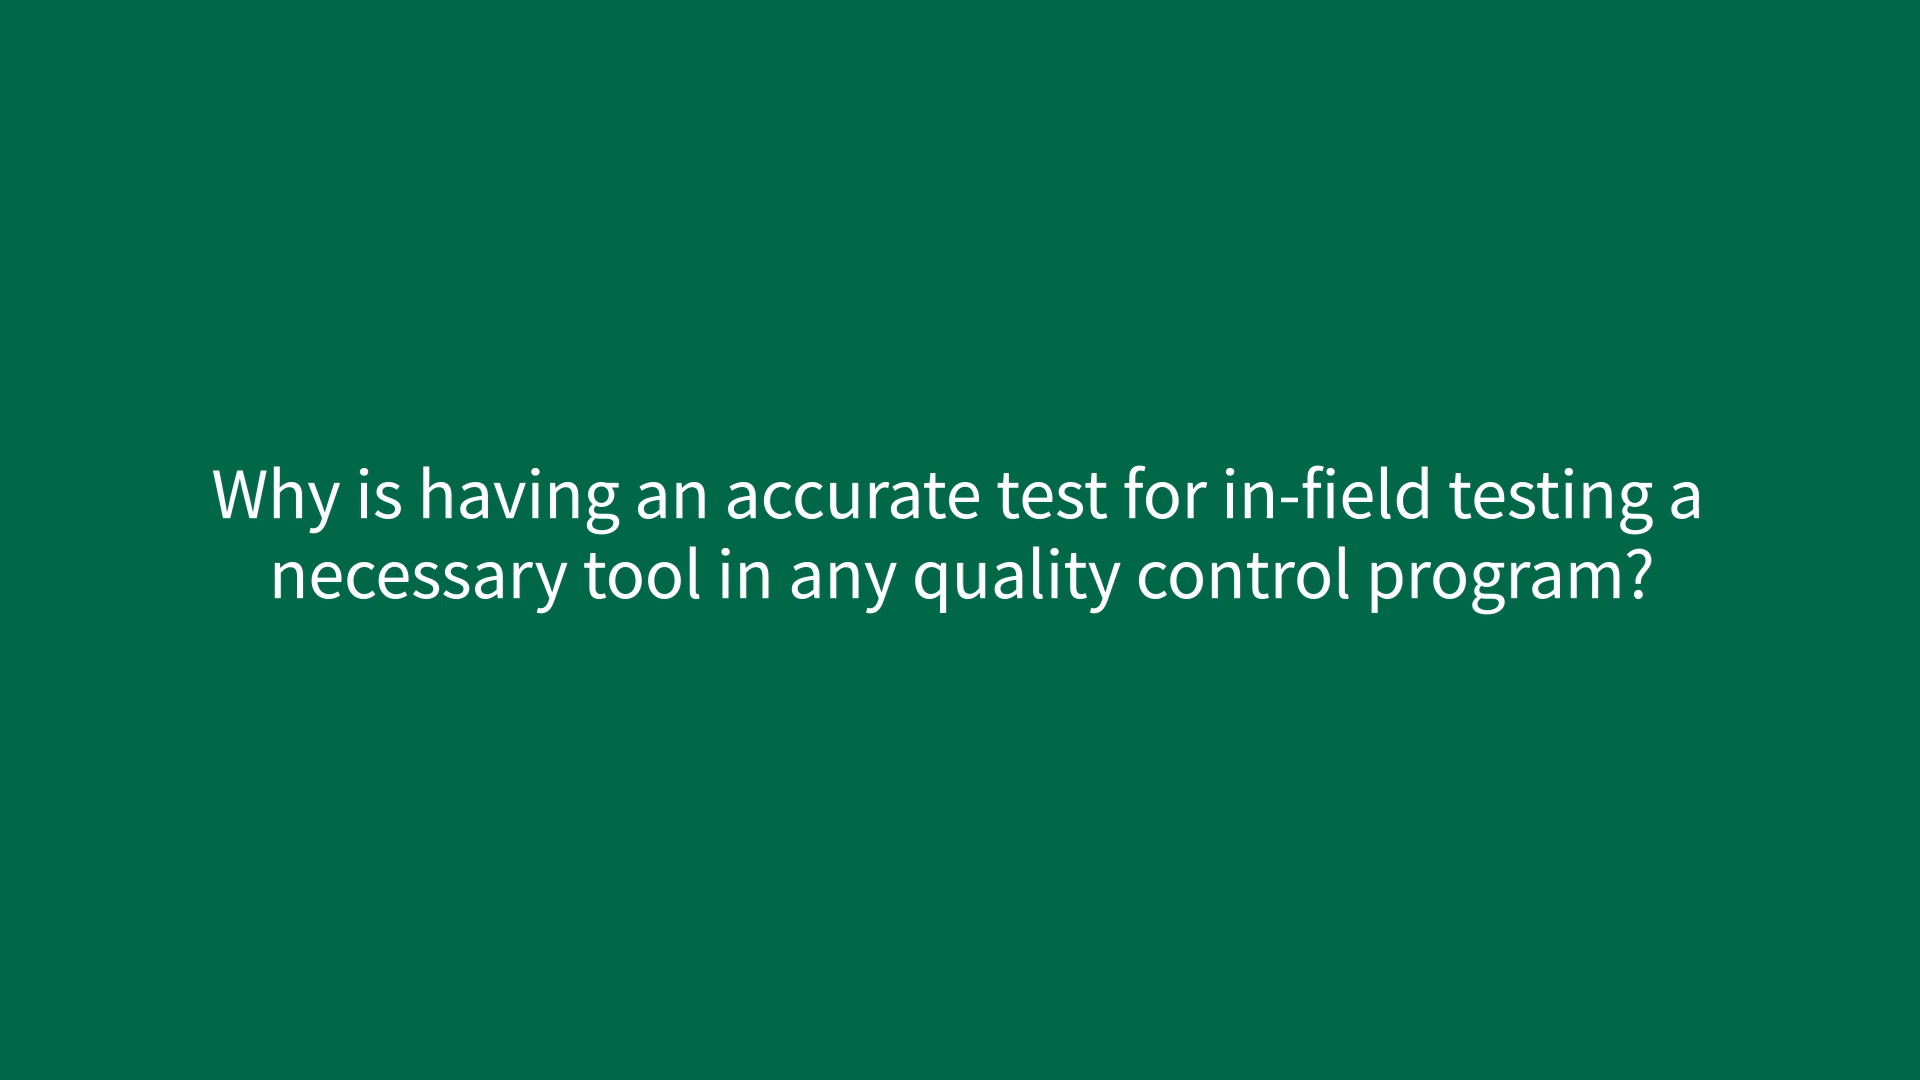 Why is having an accurate test for in-field testing a
necessary tool in any quality control program?